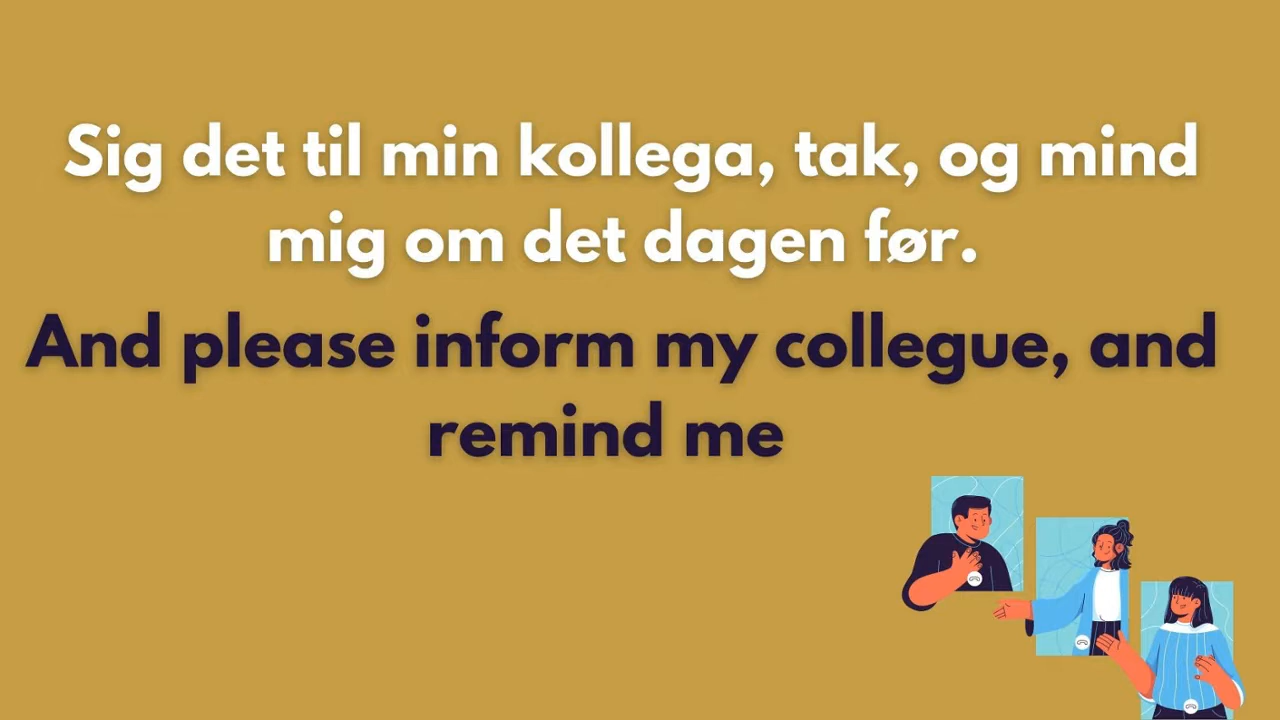 Sig det til min kollega, tak, og mind
mig om det dagen før.
And please inform my collegue, and
remind me